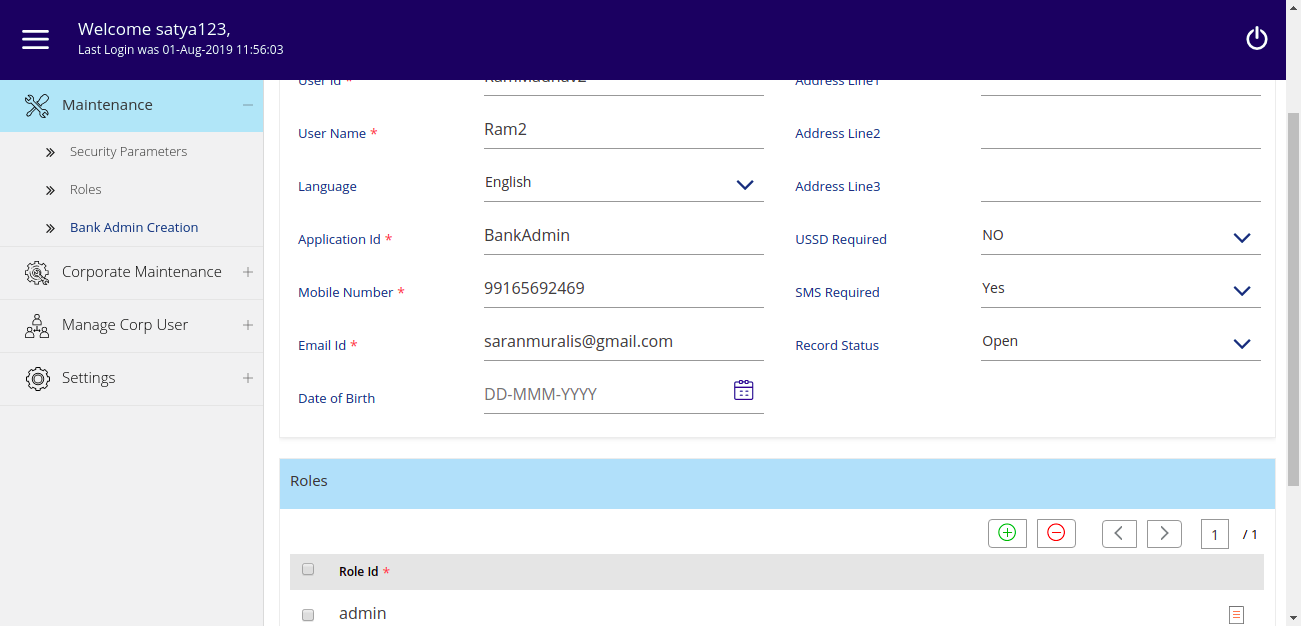 Welcome satya123,
Last Login was 01-Aug-2019 11:56:03
Maintenance
Security Parameters
Roles
Bank Admin Creation
Corporate Maintenance
Manage Corp User
Settings
User Id *
Address Line1
User Name * Ram2
Address Line2
Language English
Address Line3
Application Id * BankAdmin
USSD Required NO
Mobile Number * 99165692469
SMS Required Yes
Email Id * saranmuralis@gmail.com
Record Status Open
Date of Birth DD-MMM-YYYY
Roles
1 / 1
Role Id *
admin